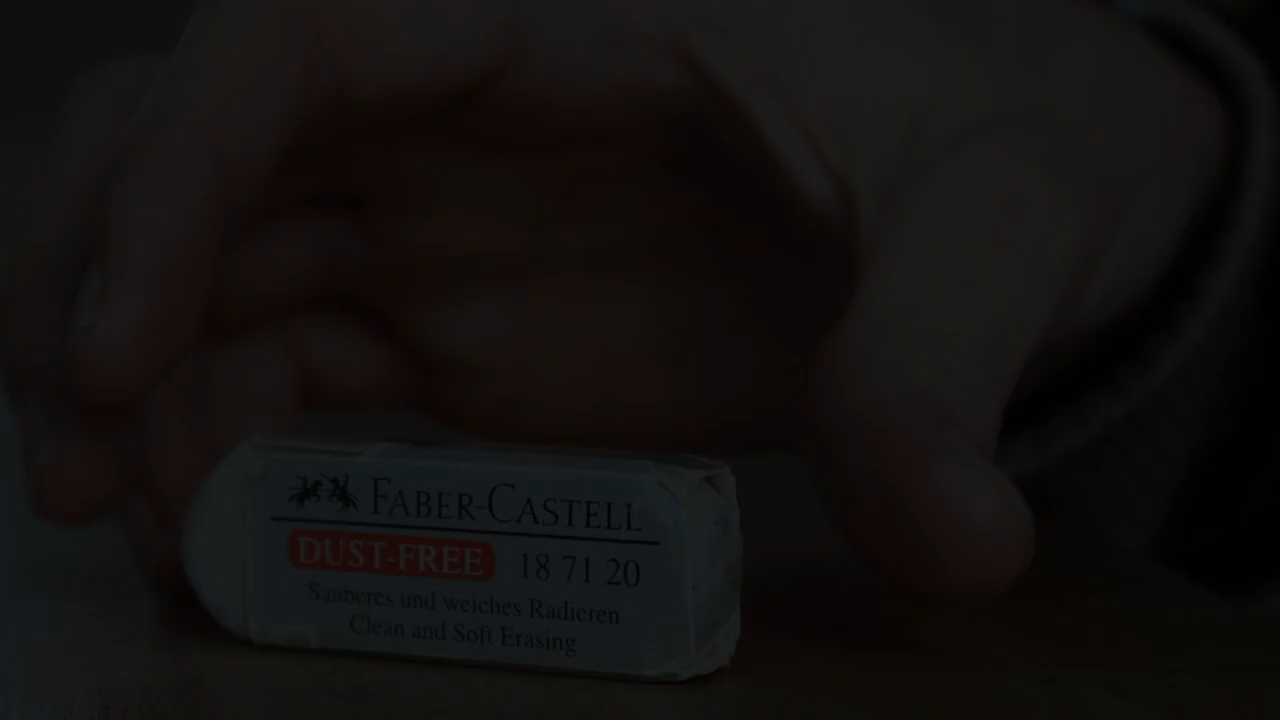 FABER-CASTELL
DUST-FREE 18 71 20
Sauberes und weiches Radieren
Clean and Soft Erasing